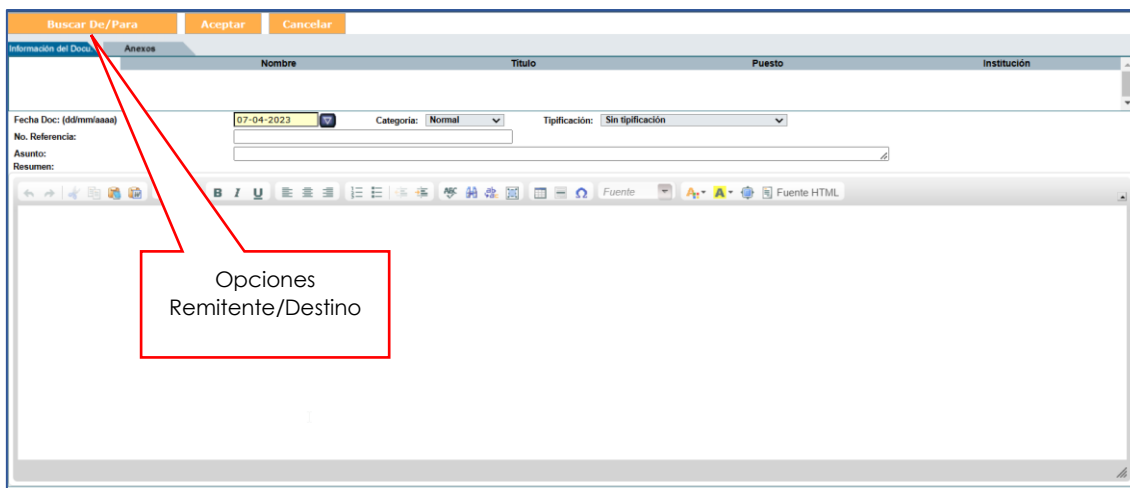 Buscar De/Para Aceptar Cancelar
Información del Docu. Anexos
Nombre Título Puesto Institución
Fecha Doc: (dd/mm/aaaa) 07-04-2023 Categoría: Normal Tipificación: Sin tipificación
No. Referencia:
Asunto:
Resumen:
B I U ABC Ω Fuente A A Fuente HTML
Opciones
Remitente/Destino